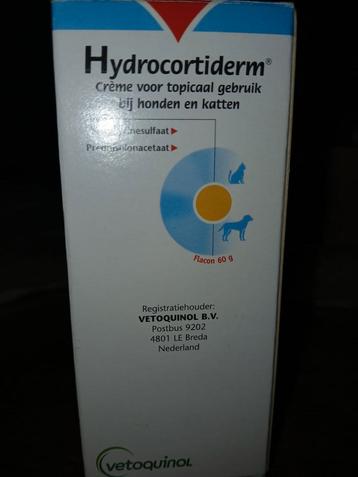 Hydrocortiderm®
Crème voor topicaal gebruik
bij honden en katten
Flacon 60 g
Registratiehouder:
VETOQUINOL B.V.
Postbus 9202
4801 LE Breda
Nederland
vetoquinol